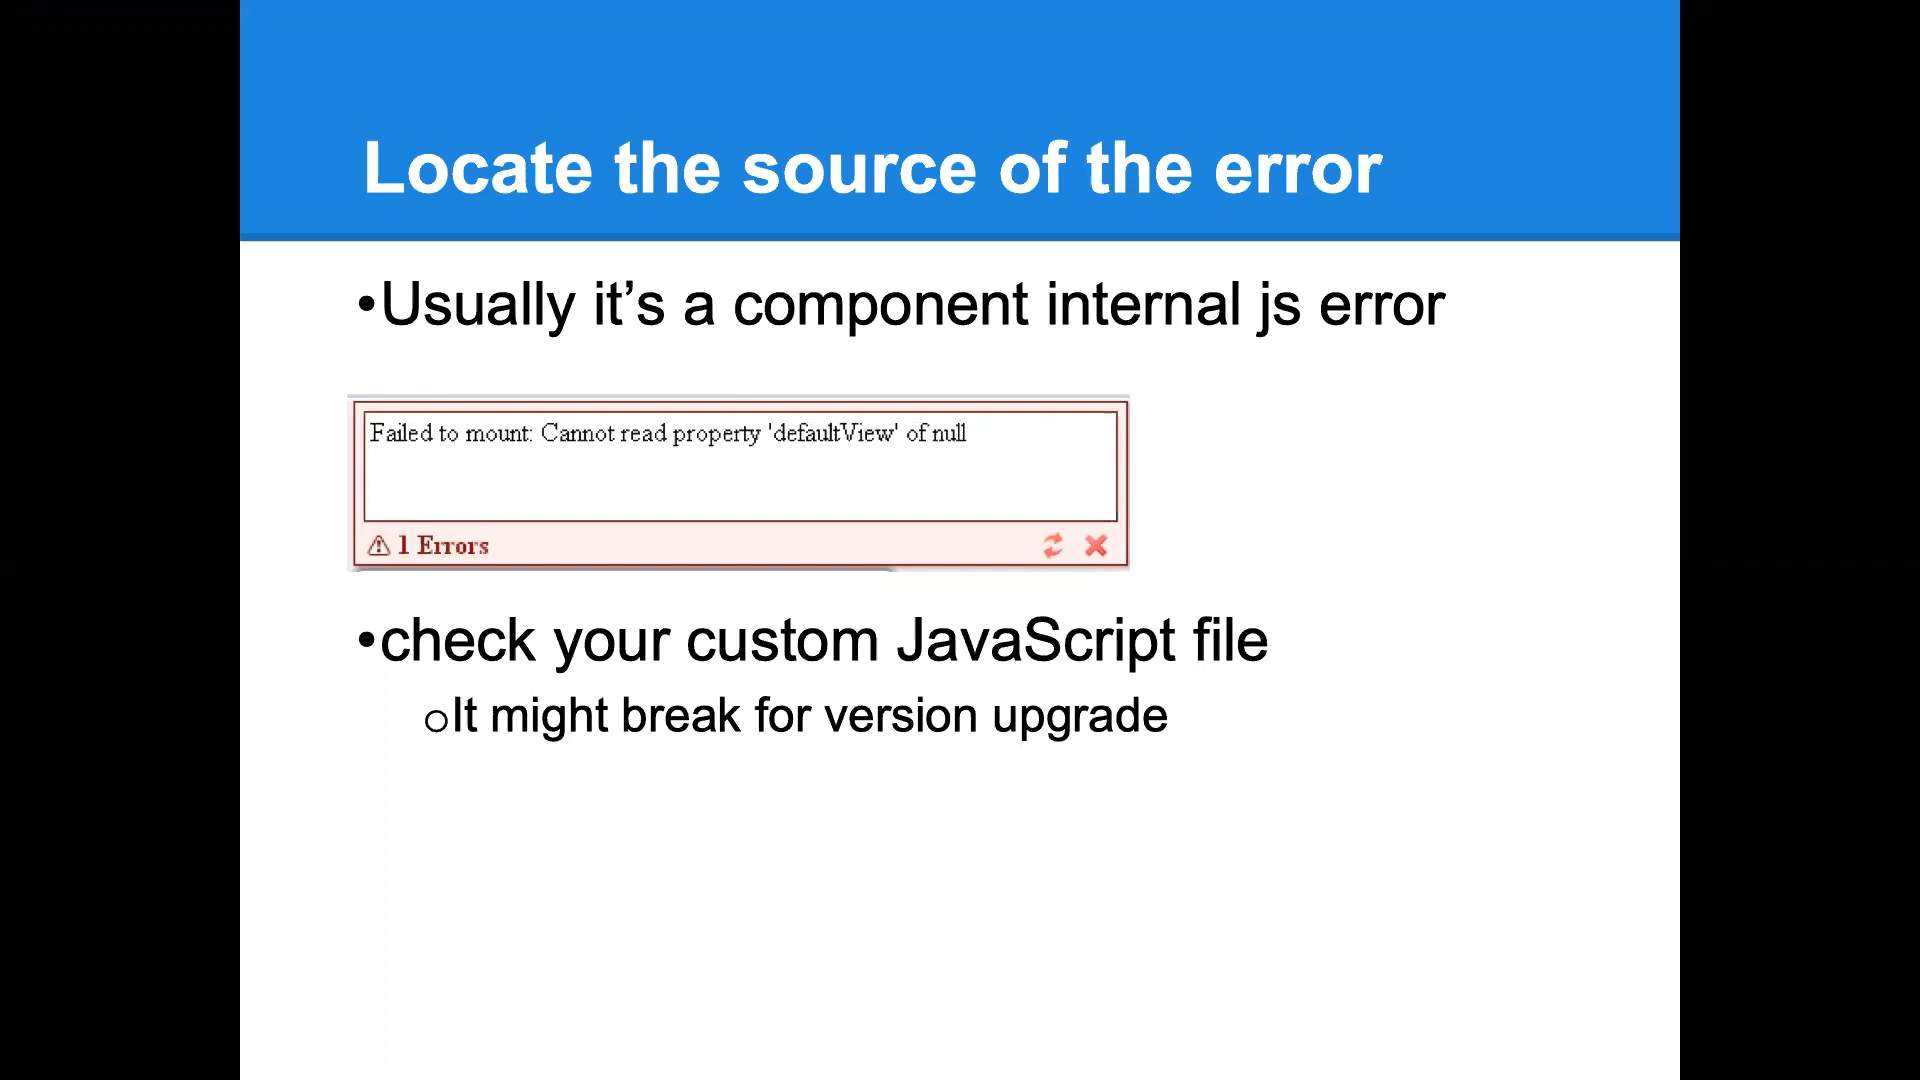 Locate the source of the error
•Usually it’s a component internal js error
Failed to mount: Cannot read property 'defaultView' of null
1 Errors
•check your custom JavaScript file
oIt might break for version upgrade